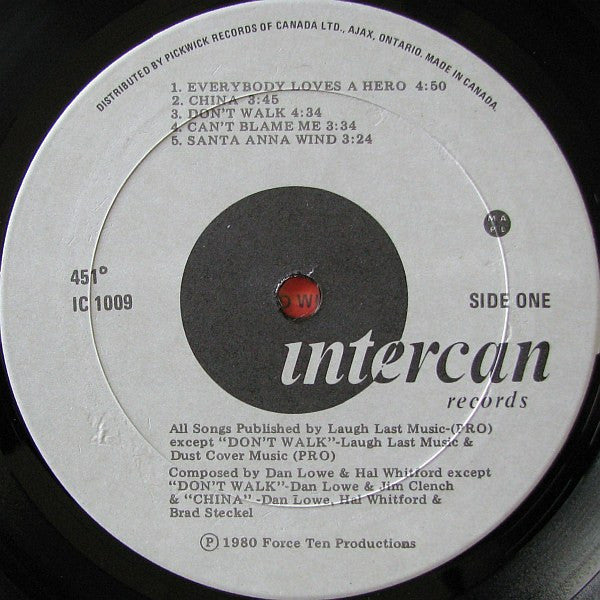 DISTRIBUTED BY PICKWICK RECORDS OF CANADA LTD., AJAX, ONTARIO. MADE IN CANADA.
1. EVERYBODY LOVES A HERO 4:50
2. CHINA 3:45
3. DON'T WALK 4:34
4. CAN'T BLAME ME 3:34
5. SANTA ANNA WIND 3:24
M A
P L
451°
IC 1009
SIDE ONE
D WI
intercan
records
All Songs Published by Laugh Last Music-(PRO)
except "DON'T WALK"-Laugh Last Music &
Dust Cover Music (PRO)
Composed by Dan Lowe & Hal Whitford except
"DON'T WALK"-Dan Lowe & Jim Clench
& "CHINA" -Dan Lowe, Hal Whitford &
Brad Steckel
Ⓟ 1980 Force Ten Productions